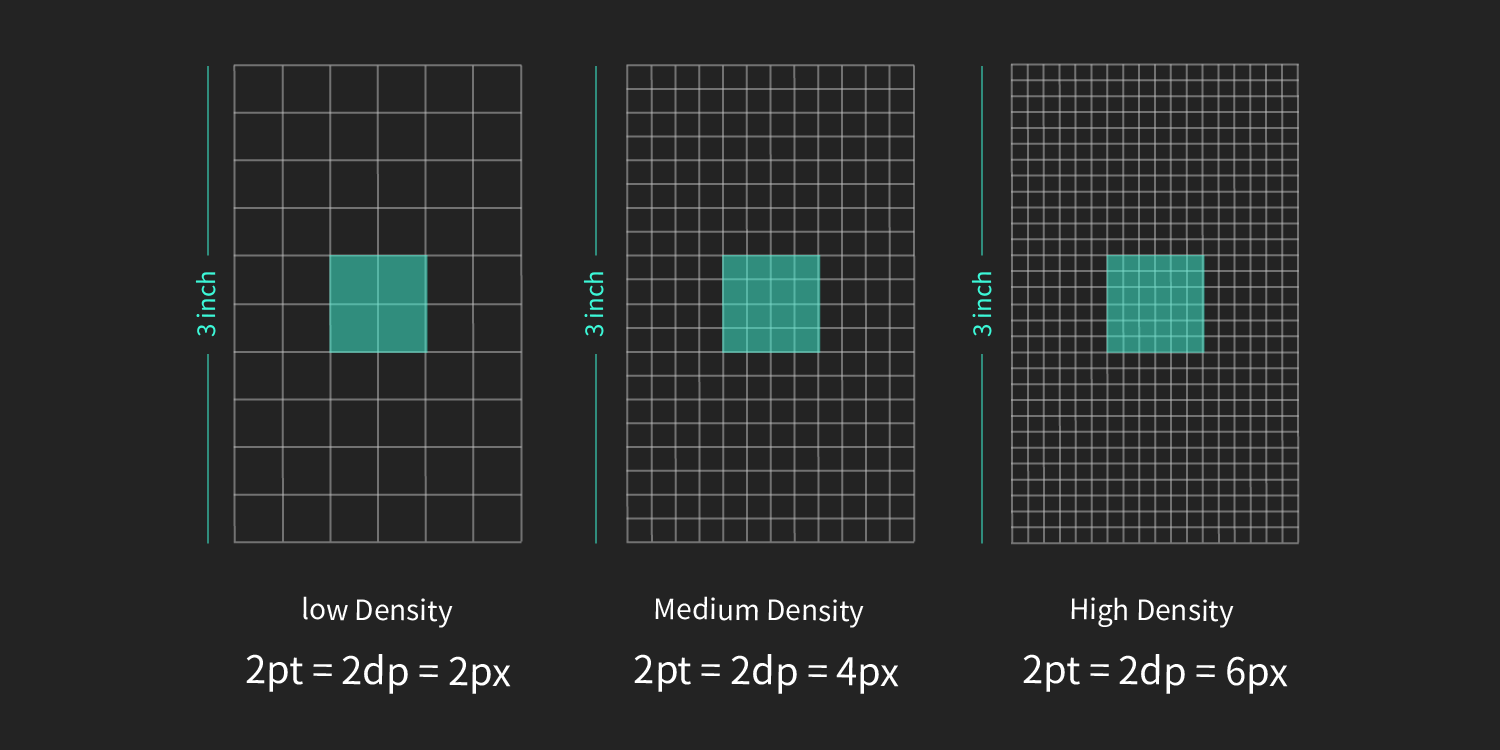 3 inch
3 inch
3 inch
low Density
Medium Density
High Density
2pt = 2dp = 2px
2pt = 2dp = 4px
2pt = 2dp = 6px